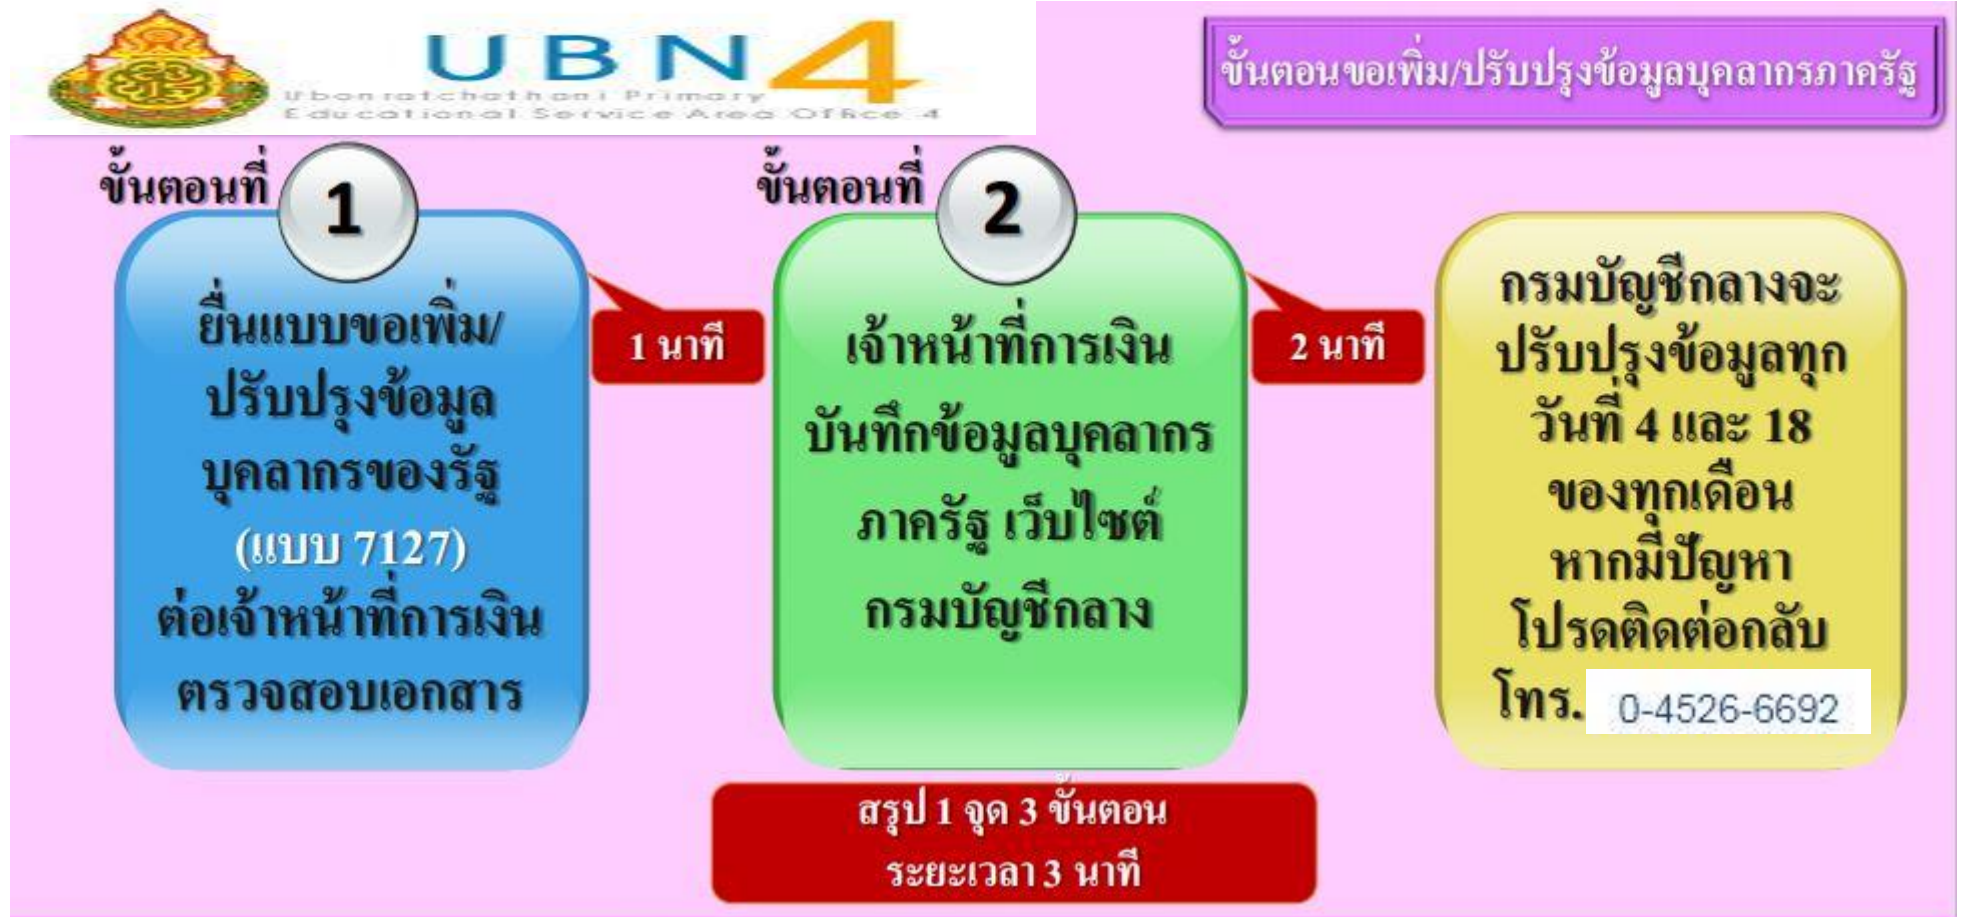 UBN4
Ubonratchathani Primary
Educational Service Area Office 4
ขั้นตอนขอเพิ่ม/ปรับปรุงข้อมูลบุคลากรภาครัฐ
ขั้นตอนที่ 1
ยื่นแบบขอเพิ่ม/
ปรับปรุงข้อมูล
บุคลากรของรัฐ
(แบบ 7127)
ต่อเจ้าหน้าที่การเงิน
ตรวจสอบเอกสาร
1 นาที
ขั้นตอนที่ 2
เจ้าหน้าที่การเงิน
บันทึกข้อมูลบุคลากร
ภาครัฐ เว็บไซต์
กรมบัญชีกลาง
2 นาที
กรมบัญชีกลางจะ
ปรับปรุงข้อมูลทุก
วันที่ 4 และ 18
ของทุกเดือน
หากมีปัญหา
โปรดติดต่อกลับ
โทร. 0-4526-6692
สรุป 1 จุด 3 ขั้นตอน
ระยะเวลา 3 นาที